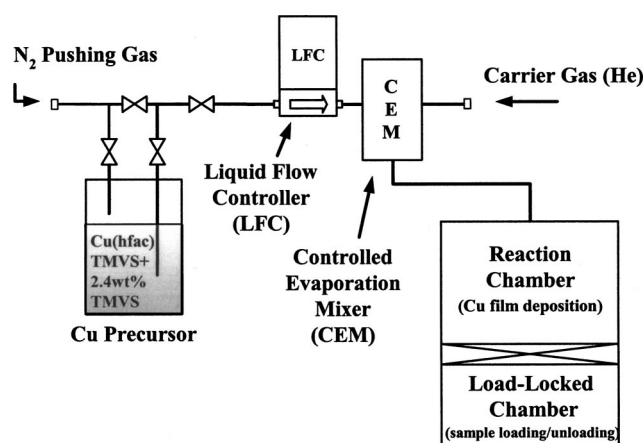 N2 Pushing Gas
LFC
C
E
M
Carrier Gas (He)
Liquid Flow
Controller
(LFC)
Cu(hfac)
TMVS+
2.4wt%
TMVS
Cu Precursor
Controlled
Evaporation
Mixer
(CEM)
Reaction
Chamber
(Cu film deposition)
Load-Locked
Chamber
(sample loading/unloading)